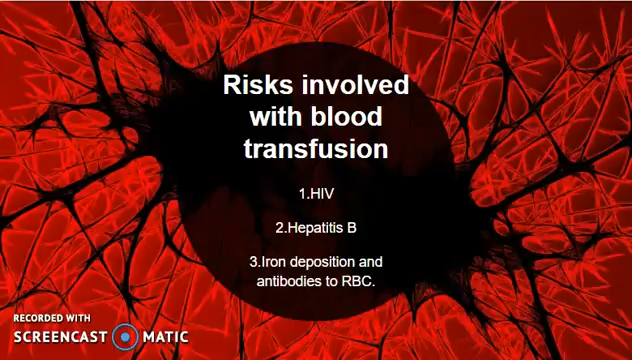 Risks involved
with blood
transfusion
1.HIV
2.Hepatitis B
3.Iron deposition and
antibodies to RBC.
RECORDED WITH
SCREENCAST MATIC